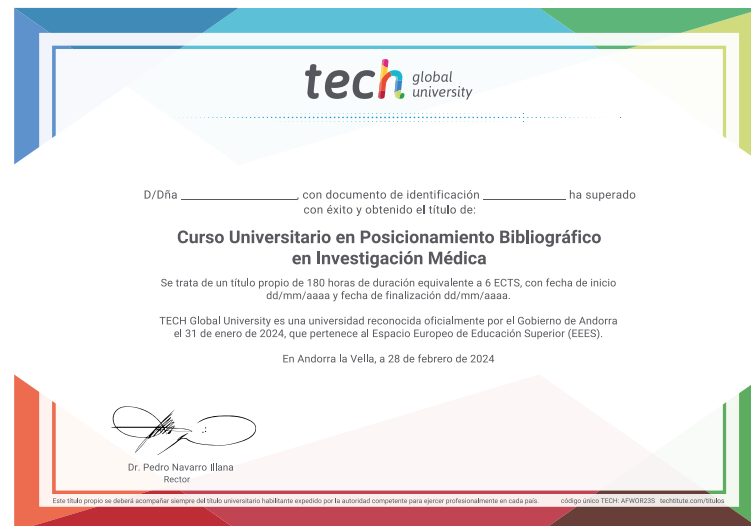 tech global university
D/Dña ____________________, con documento de identificación ____________ ha superado
con éxito y obtenido el título de:
Curso Universitario en Posicionamiento Bibliográfico
en Investigación Médica
Se trata de un título propio de 180 horas de duración equivalente a 6 ECTS, con fecha de inicio
dd/mm/aaaa y fecha de finalización dd/mm/aaaa.
TECH Global University es una universidad reconocida oficialmente por el Gobierno de Andorra
el 31 de enero de 2024, que pertenece al Espacio Europeo de Educación Superior (EEES).
En Andorra la Vella, a 28 de febrero de 2024
Dr. Pedro Navarro Illana
Rector
Este título propio se deberá acompañar siempre del título universitario habilitante expedido por la autoridad competente para ejercer profesionalmente en cada país. código único TECH: AFWOR23S techtitute.com/titulos